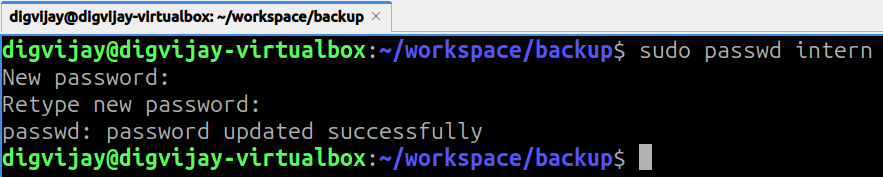 digvijay@digvijay-virtualbox: ~/workspace/backup ×
digvijay@digvijay-virtualbox:~/workspace/backup$ sudo passwd intern
New password:
Retype new password:
passwd: password updated successfully
digvijay@digvijay-virtualbox:~/workspace/backup$